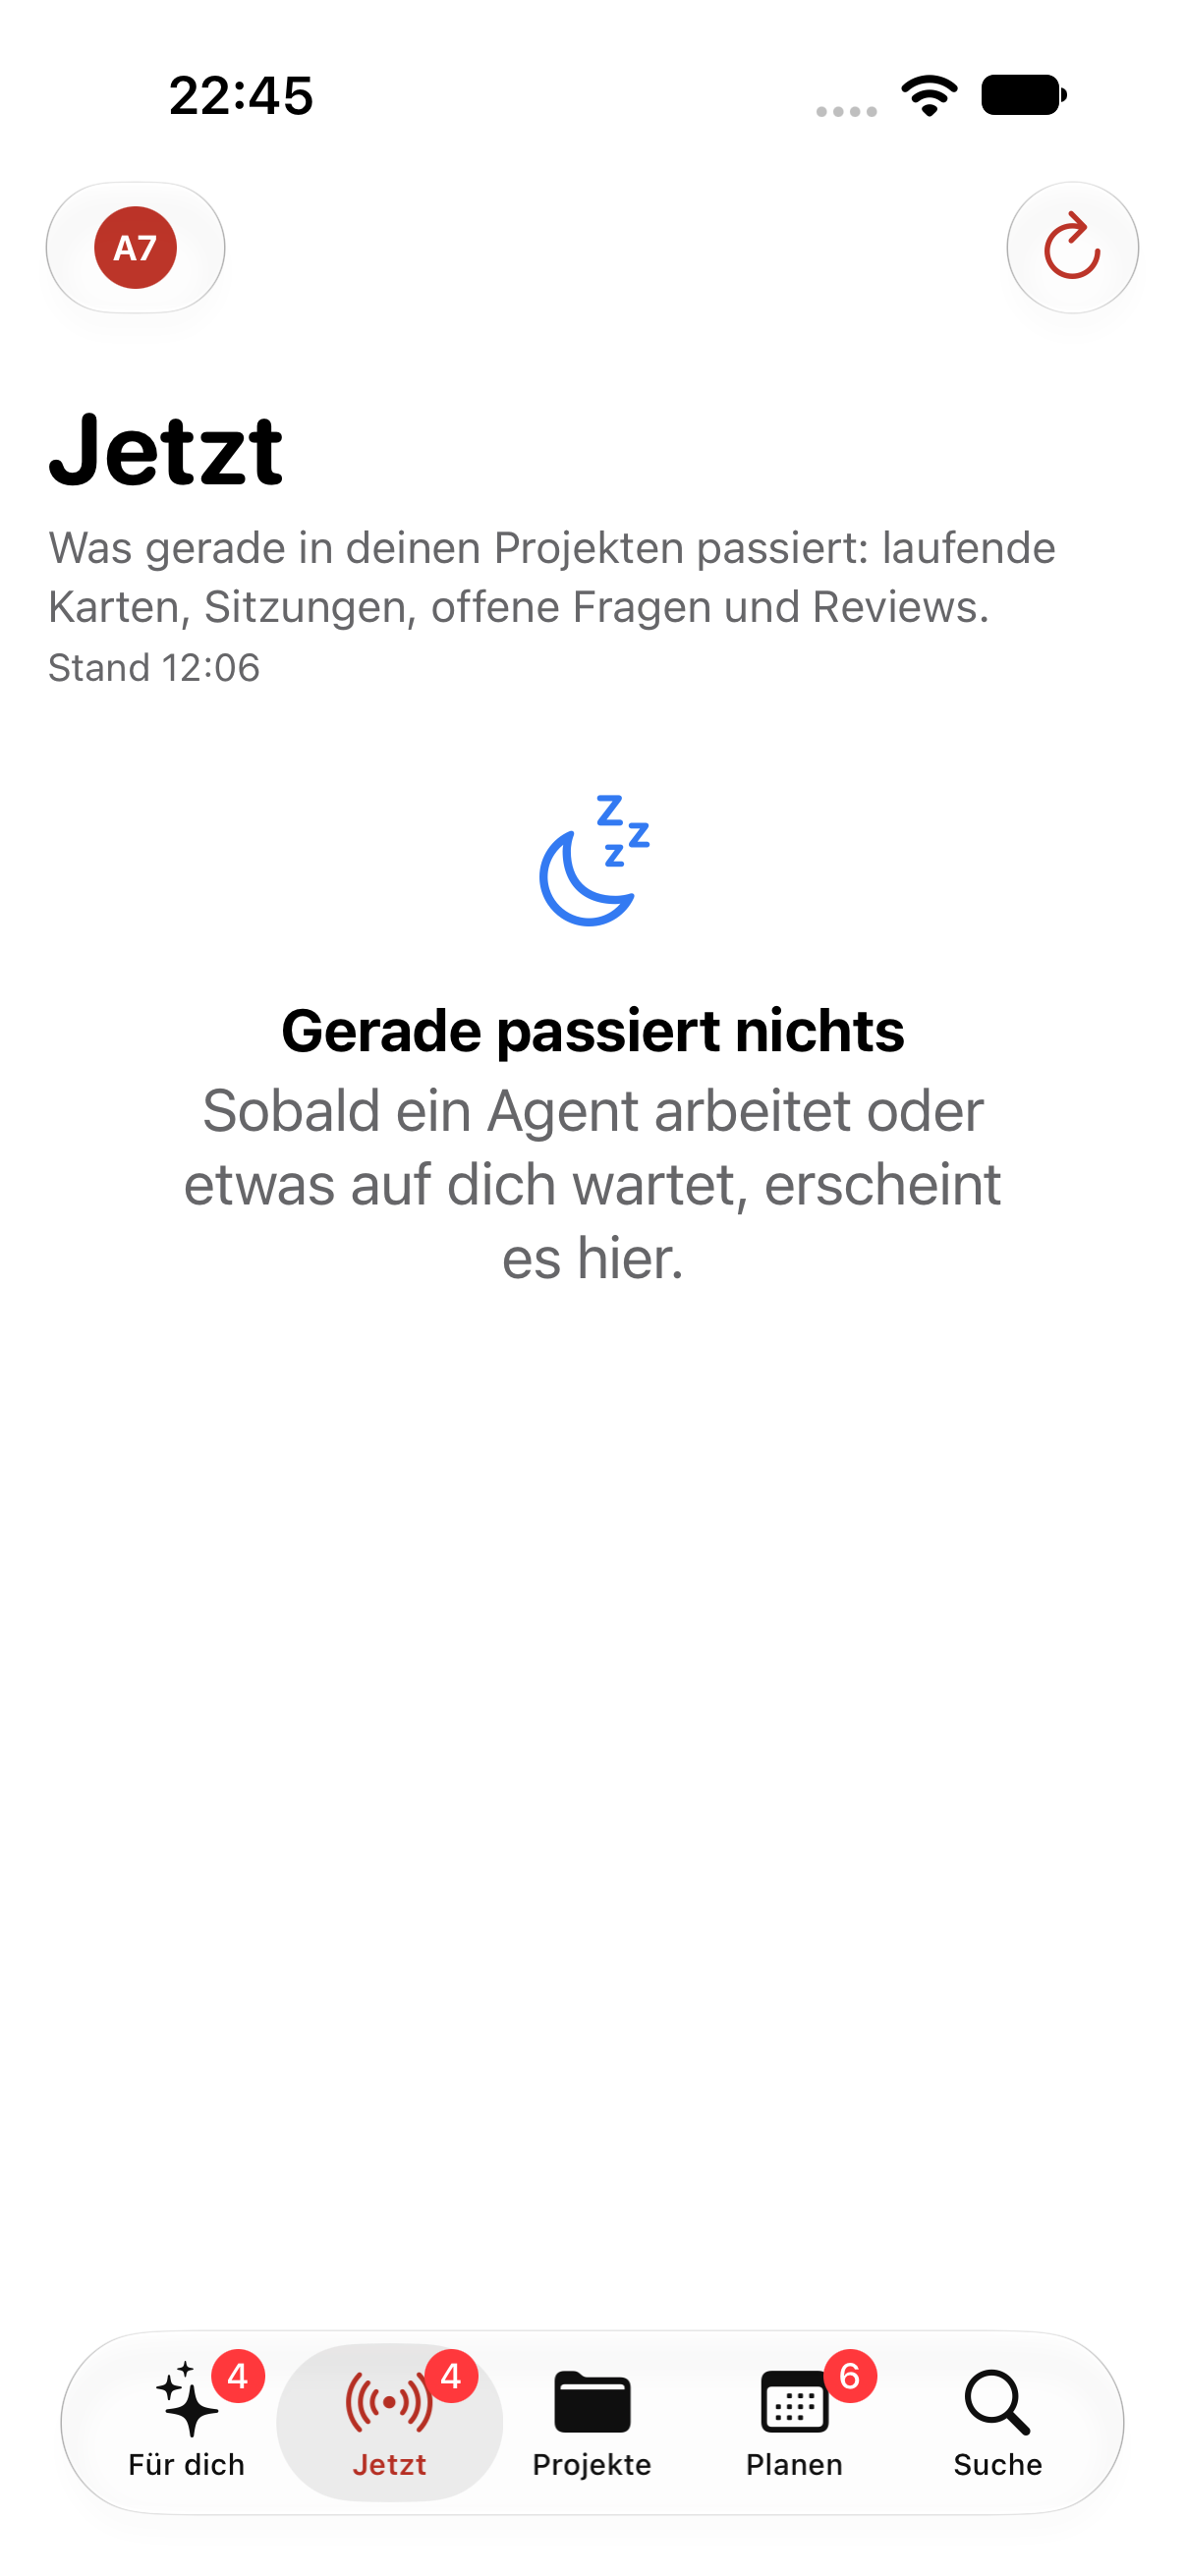 22:45
A7
Jetzt
Was gerade in deinen Projekten passiert: laufende
Karten, Sitzungen, offene Fragen und Reviews.
Stand 12:06
z z z
Gerade passiert nichts
Sobald ein Agent arbeitet oder
etwas auf dich wartet, erscheint
es hier.
4 4 6
Für dich Jetzt Projekte Planen Suche